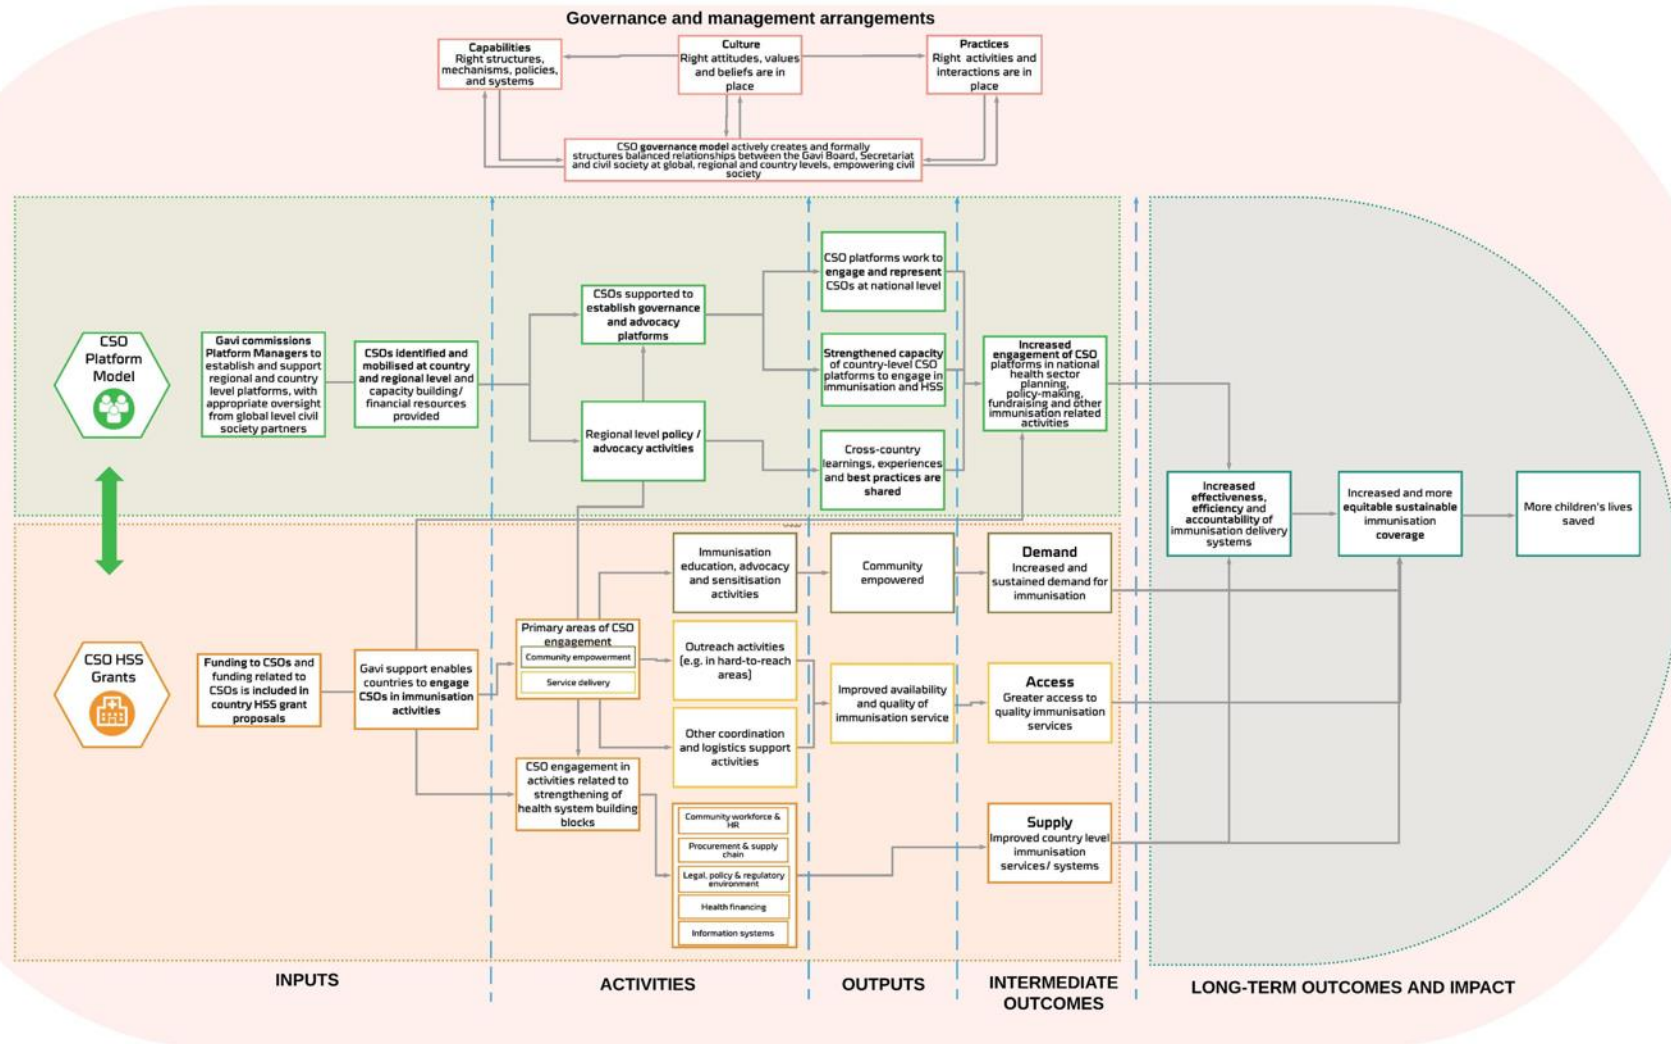 Governance and management arrangements
Capabilities
Right structures,
mechanisms, policies,
and systems
Culture
Right attitudes, values
and beliefs are in
place
Practices
Right activities and
interactions are in
place
CSO governance model actively creates and formally
structures balanced relationships between the Gavi Board, Secretariat
and civil society at global, regional and country levels, empowering civil
society
CSO
Platform
Model
Gavi commissions
Platform Managers to
establish and support
regional and country
level platforms, with
appropriate oversight
from global level civil
society partners
CSOs identified and
mobilised at country
and regional level and
capacity building/
financial resources
provided
CSOs supported to
establish governance
and advocacy
platforms
Regional level policy /
advocacy activities
CSO platforms work to
engage and represent
CSOs at national level
Strengthened capacity
of country-level CSO
platforms to engage in
immunisation and HSS
Cross-country
learnings, experiences
and best practices are
shared
Increased
engagement of CSO
platforms in national
health sector
planning,
policy-making,
fundraising and other
immunisation related
activities
Increased
effectiveness,
efficiency and
accountability of
immunisation delivery
systems
Increased and more
equitable sustainable
immunisation
coverage
More children's lives
saved
CSO HSS
Grants
Funding to CSOs and
funding related to
CSOs is included in
country HSS grant
proposals
Gavi support enables
countries to engage
CSOs in immunisation
activities
Primary areas of CSO
engagement
Community empowerment
Service delivery
CSO engagement in
activities related to
strengthening of
health system building
blocks
Immunisation
education, advocacy
and sensitisation
activities
Outreach activities
(e.g. in hard-to-reach
areas)
Other coordination
and logistics support
activities
Community workforce &
HR
Procurement & supply
chain
Legal, policy & regulatory
environment
Health financing
Information systems
Community
empowered
Improved availability
and quality of
immunisation service
Demand
Increased and
sustained demand for
immunisation
Access
Greater access to
quality immunisation
services
Supply
Improved country level
immunisation
services/ systems
INPUTS
ACTIVITIES
OUTPUTS
INTERMEDIATE
OUTCOMES
LONG-TERM OUTCOMES AND IMPACT